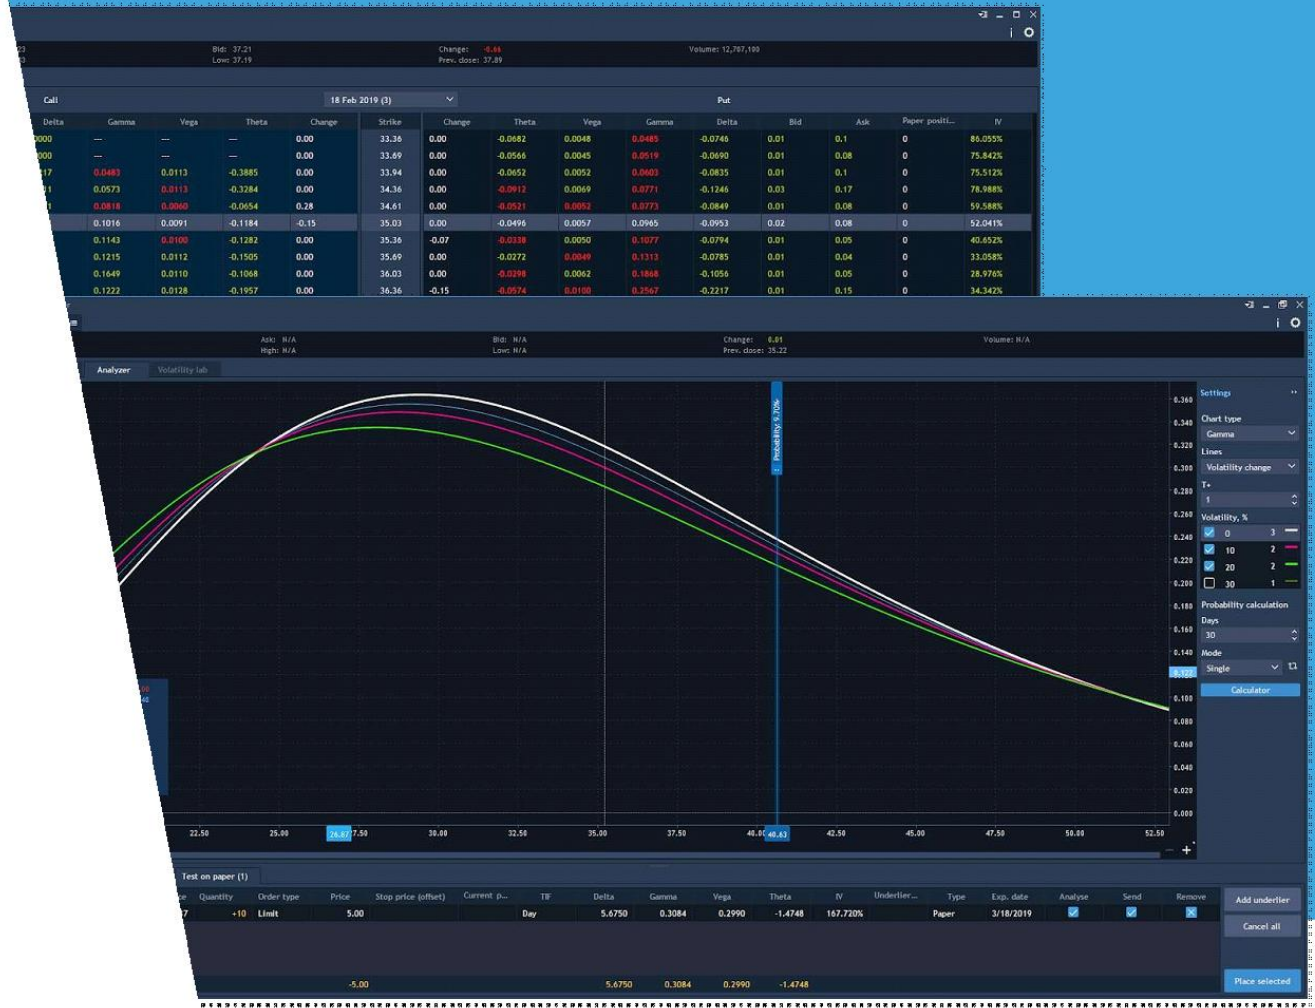 Bid: 37.21 Change: -0.66 Volume: 12,707,100
Low: 37.19 Prev. close: 37.89
Call 18 Feb 2019 (3) Put
Delta Gamma Vega Theta Change Strike Change Theta Vega Gamma Delta Bid Ask Paper positi... IV
0000 — — — 0.00 33.36 0.00 -0.0682 0.0048 0.0485 -0.0746 0.01 0.1 0 86.055%
0000 — — — 0.00 33.69 0.00 -0.0566 0.0045 0.0519 -0.0690 0.01 0.08 0 75.842%
217 0.0483 0.0113 -0.3885 0.00 33.94 0.00 -0.0652 0.0052 0.0603 -0.0835 0.01 0.1 0 75.512%
0.0573 0.0113 -0.3284 0.00 34.36 0.00 -0.0912 0.0069 0.0771 -0.1246 0.03 0.17 0 78.988%
0.0818 0.0060 -0.0654 0.28 34.61 0.00 -0.0521 0.0052 0.0773 -0.0849 0.01 0.08 0 59.588%
0.1016 0.0091 -0.1184 -0.15 35.03 0.00 -0.0496 0.0057 0.0965 -0.0953 0.02 0.08 0 52.041%
0.1143 0.0100 -0.1282 0.00 35.36 -0.07 -0.0338 0.0050 0.1077 -0.0794 0.01 0.05 0 40.652%
0.1215 0.0112 -0.1505 0.00 35.69 0.00 -0.0272 0.0049 0.1313 -0.0785 0.01 0.04 0 33.058%
0.1649 0.0110 -0.1068 0.00 36.03 0.00 -0.0298 0.0062 0.1868 -0.1056 0.01 0.05 0 28.976%
0.1222 0.0128 -0.1957 0.00 36.36 -0.15 -0.0574 0.0100 0.2567 -0.2217 0.01 0.15 0 34.342%
Ask: N/A Bid: N/A Change: 0.01 Volume: N/A
High: N/A Low: N/A Prev. close: 35.22
Analyzer Volatility lab
Probability: 9.70%
0.360
0.340
0.320
0.300
0.280
0.260
0.240
0.220
0.200
0.180
0.160
0.140
0.122
0.100
0.080
0.060
0.040
0.020
0.000
Settings
Chart type
Gamma
Lines
Volatility change
T+
1
Volatility, %
0 3
10 2
20 2
30 1
Probability calculation
Days
30
Mode
Single
Calculator
22.50 25.00 26.87 7.50 30.00 32.50 35.00 37.50 40.0 40.63 42.50 45.00 47.50 50.00 52.50
Test on paper (1)
Quantity Order type Price Stop price (offset) Current p... TIF Delta Gamma Vega Theta IV Underlier... Type Exp. date Analyse Send Remove
+10 Limit 5.00 Day 5.6750 0.3084 0.2990 -1.4748 167.720% Paper 3/18/2019
-5.00 5.6750 0.3084 0.2990 -1.4748
Add underlier
Cancel all
Place selected